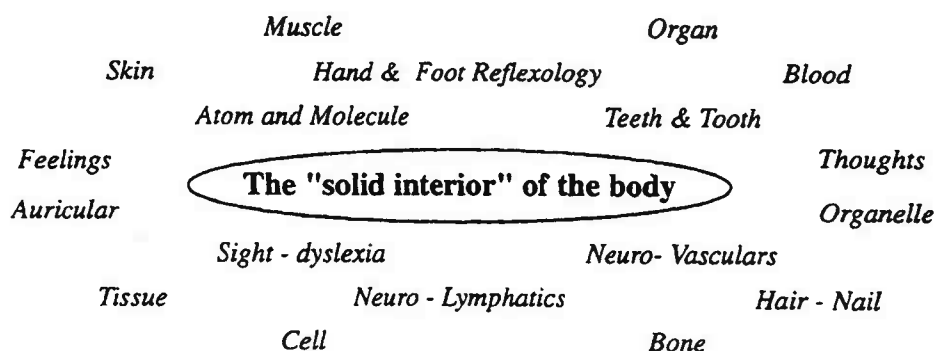 Muscle Organ
Skin Hand & Foot Reflexology Blood
Atom and Molecule Teeth & Tooth
Feelings Thoughts
The "solid interior" of the body
Auricular Organelle
Sight - dyslexia Neuro- Vasculars
Tissue Neuro - Lymphatics Hair - Nail
Cell Bone